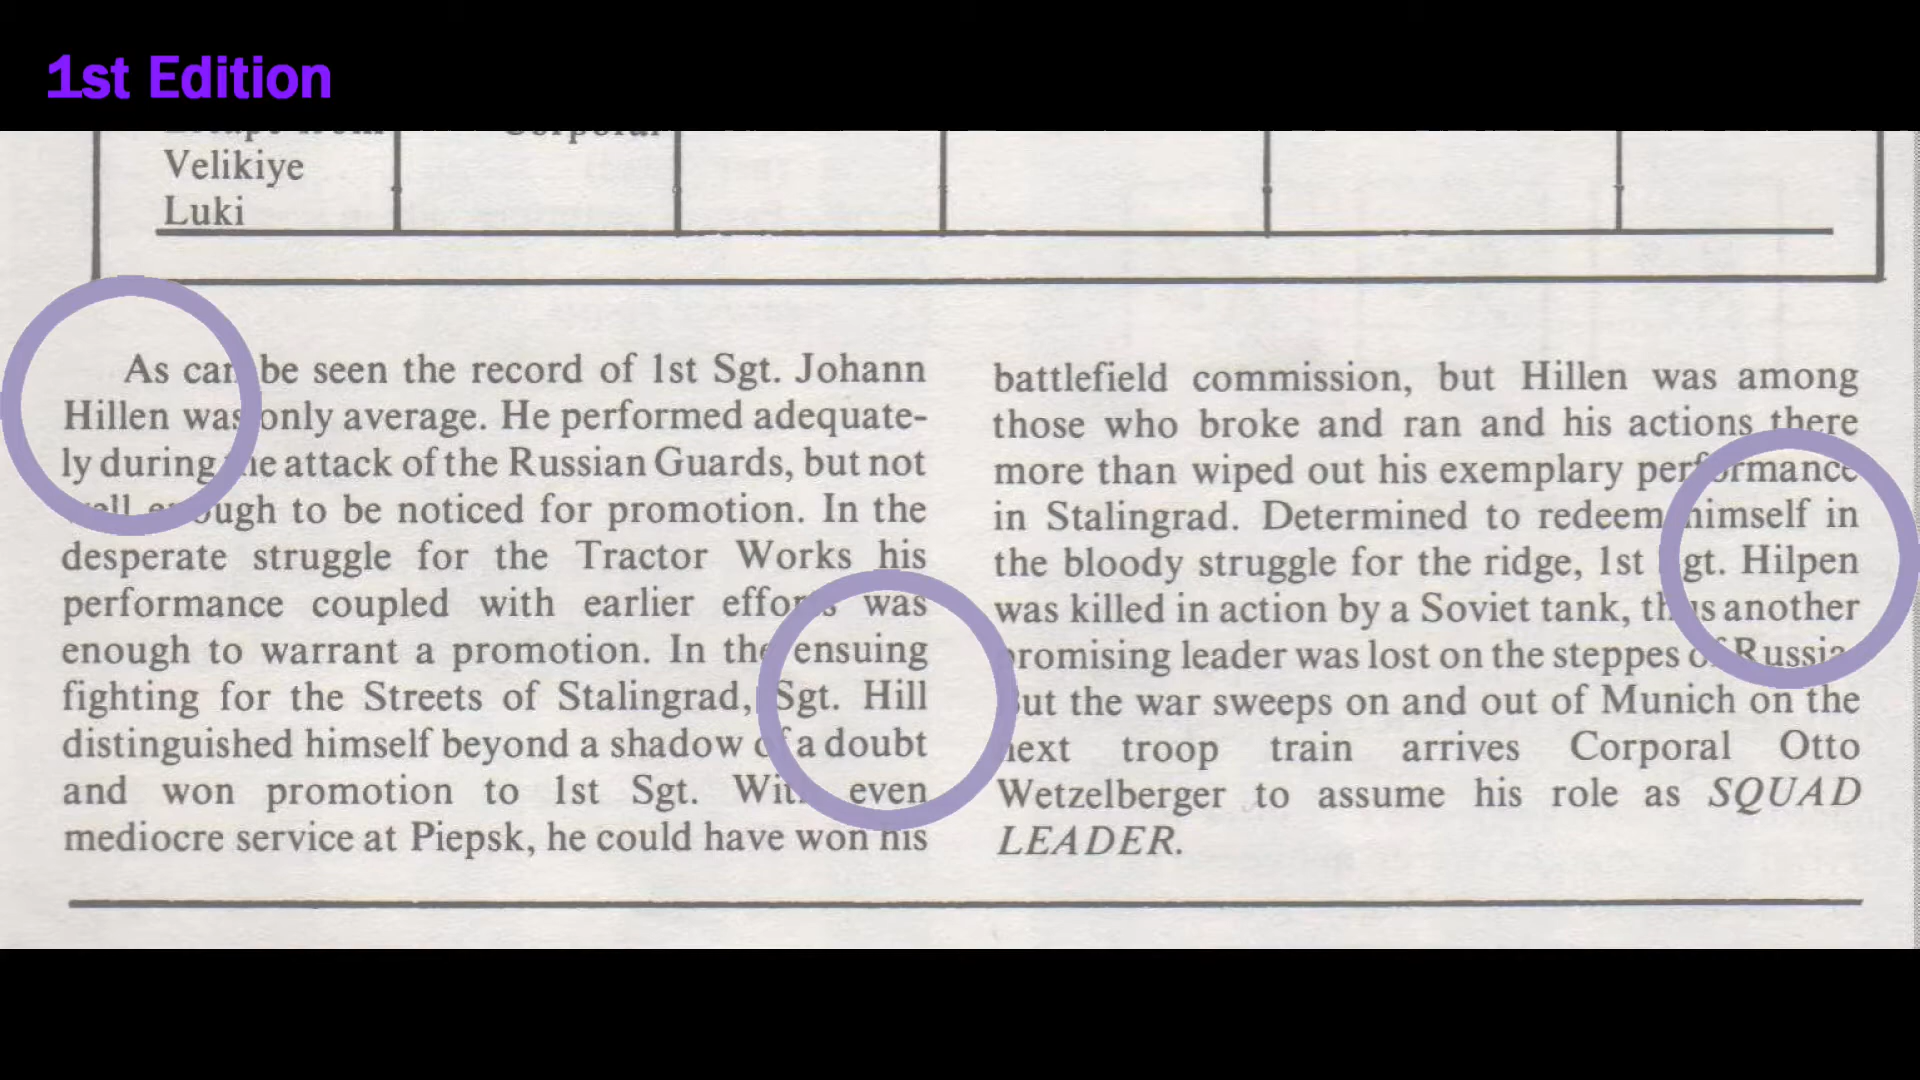 1st Edition
Velikiye
Luki
As can be seen the record of 1st Sgt. Johann
Hillen was only average. He performed adequate-
ly during the attack of the Russian Guards, but not
well enough to be noticed for promotion. In the
desperate struggle for the Tractor Works his
performance coupled with earlier efforts was
enough to warrant a promotion. In the ensuing
fighting for the Streets of Stalingrad, Sgt. Hill
distinguished himself beyond a shadow of a doubt
and won promotion to 1st Sgt. With even
mediocre service at Piepsk, he could have won his
battlefield commission, but Hillen was among
those who broke and ran and his actions there
more than wiped out his exemplary performance
in Stalingrad. Determined to redeem himself in
the bloody struggle for the ridge, 1st Sgt. Hilpen
was killed in action by a Soviet tank, thus another
promising leader was lost on the steppes of Russia.
But the war sweeps on and out of Munich on the
next troop train arrives Corporal Otto
Wetzelberger to assume his role as SQUAD
LEADER.